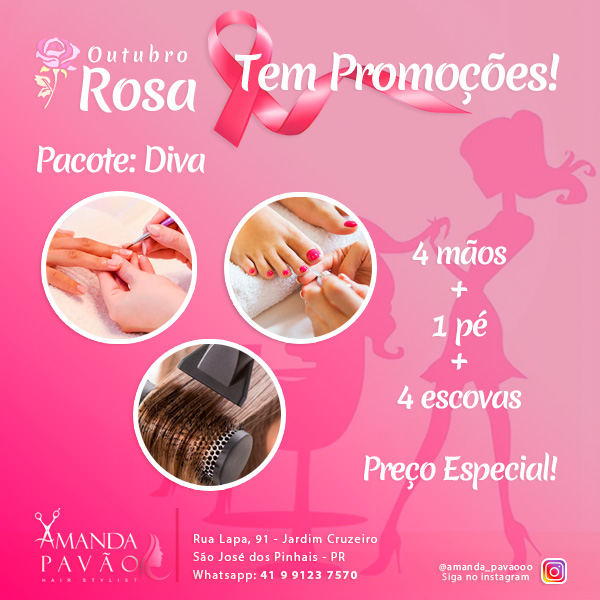 Outubro
Rosa
Tem Promoções!
Pacote: Diva
4 mãos
+
1 pé
+
4 escovas
Preço Especial!
AMANDA
PAVÃO
HAIR STYLIST
Rua Lapa, 91 - Jardim Cruzeiro
São José dos Pinhais - PR
Whatsapp: 41 9 9123 7570
@amanda_pavaooo
Siga no instagram